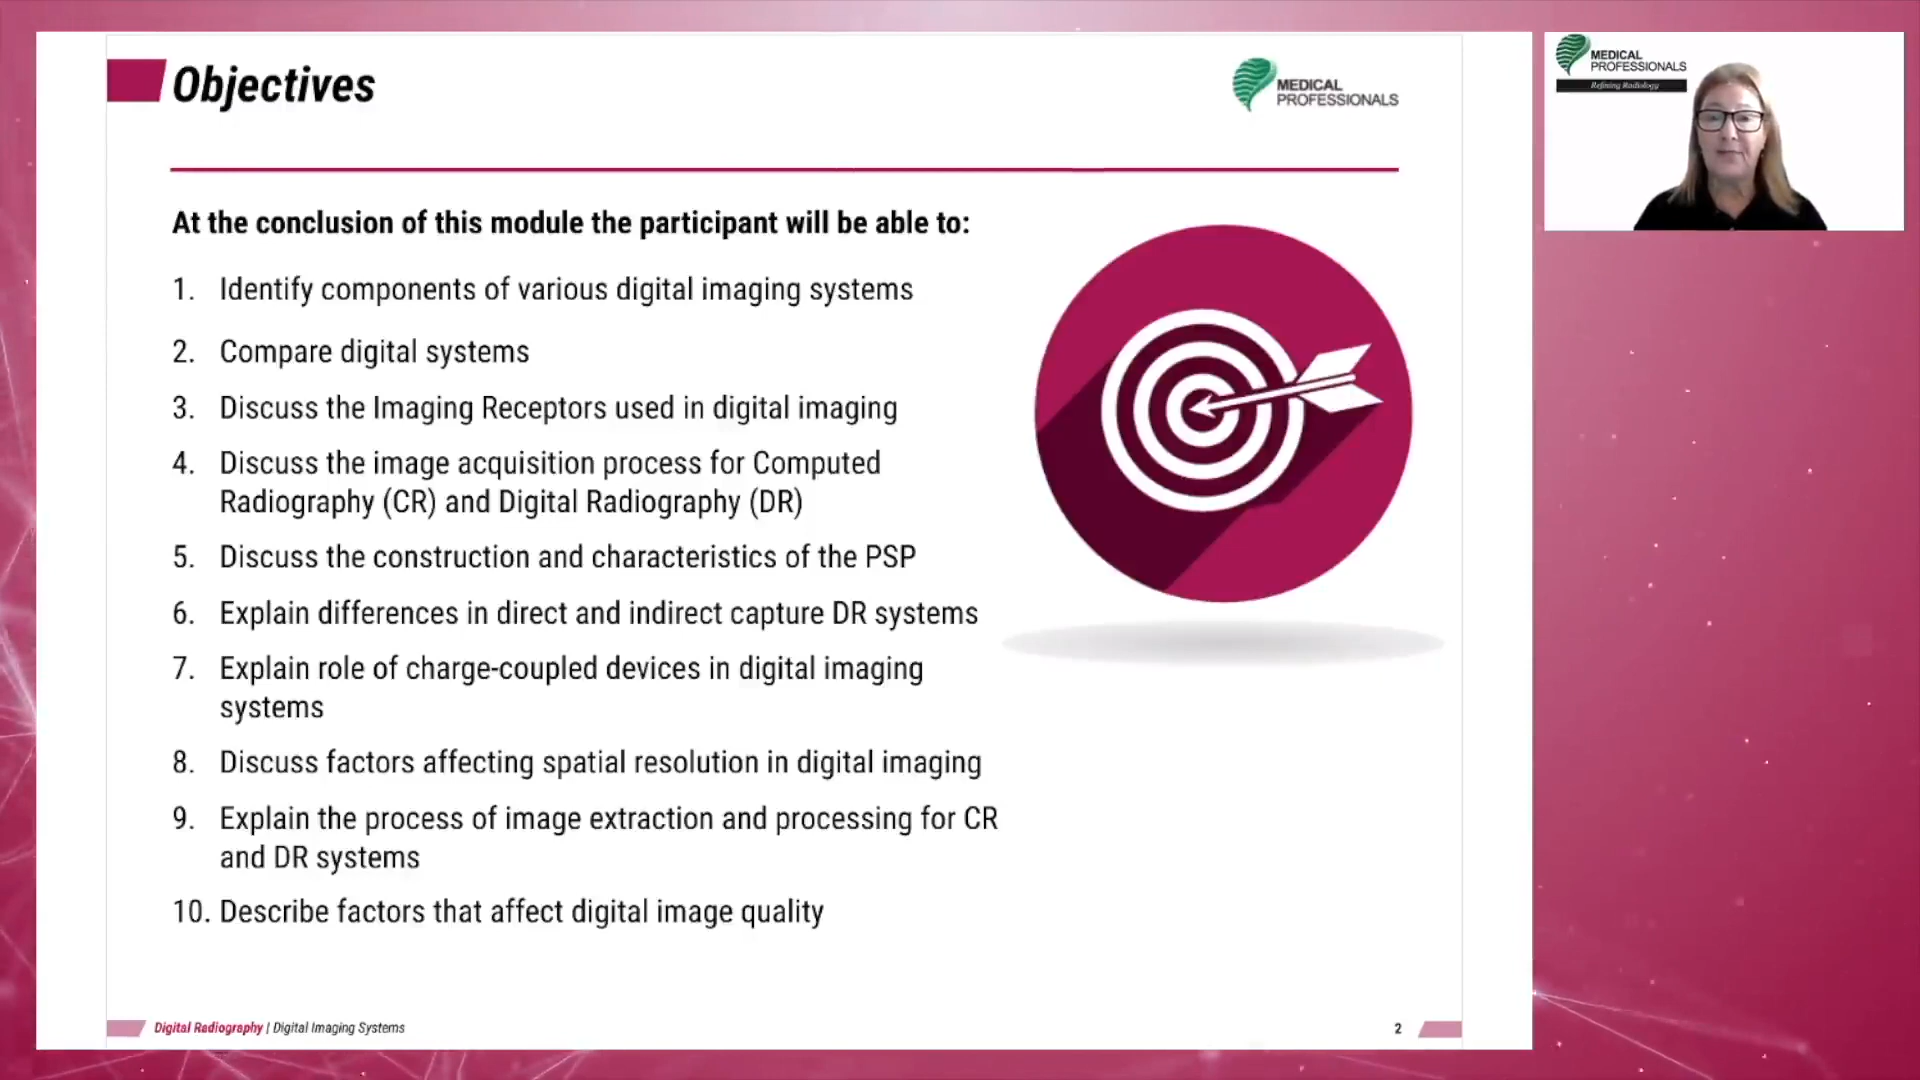 Objectives
MEDICAL
PROFESSIONALS
At the conclusion of this module the participant will be able to:
1. Identify components of various digital imaging systems
2. Compare digital systems
3. Discuss the Imaging Receptors used in digital imaging
4. Discuss the image acquisition process for Computed
Radiography (CR) and Digital Radiography (DR)
5. Discuss the construction and characteristics of the PSP
6. Explain differences in direct and indirect capture DR systems
7. Explain role of charge-coupled devices in digital imaging
systems
8. Discuss factors affecting spatial resolution in digital imaging
9. Explain the process of image extraction and processing for CR
and DR systems
10. Describe factors that affect digital image quality
Digital Radiography | Digital Imaging Systems
2
MEDICAL
PROFESSIONALS
Refining Radiology